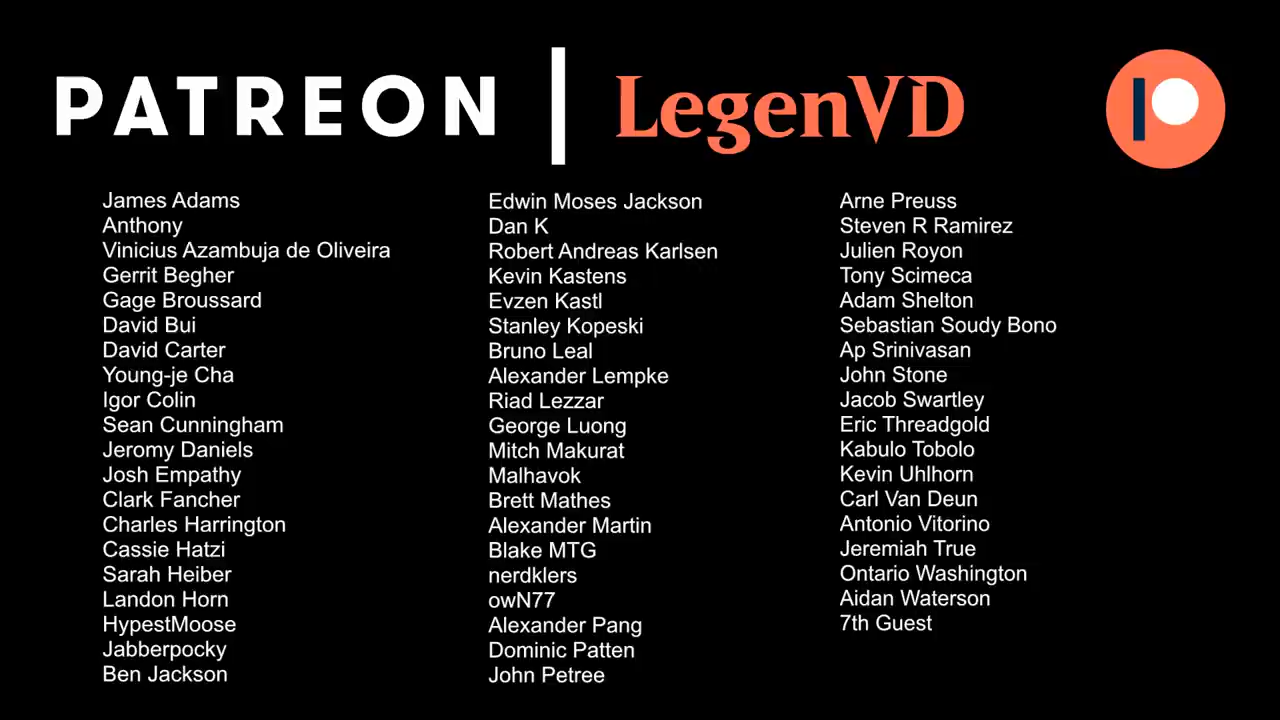 PATREON | LegenVD
James Adams
Anthony
Vinicius Azambuja de Oliveira
Gerrit Begher
Gage Broussard
David Bui
David Carter
Young-je Cha
Igor Colin
Sean Cunningham
Jeromy Daniels
Josh Empathy
Clark Fancher
Charles Harrington
Cassie Hatzi
Sarah Heiber
Landon Horn
HypestMoose
Jabberpocky
Ben Jackson
Edwin Moses Jackson
Dan K
Robert Andreas Karlsen
Kevin Kastens
Evzen Kastl
Stanley Kopeski
Bruno Leal
Alexander Lempke
Riad Lezzar
George Luong
Mitch Makurat
Malhavok
Brett Mathes
Alexander Martin
Blake MTG
nerdklers
owN77
Alexander Pang
Dominic Patten
John Petree
Arne Preuss
Steven R Ramirez
Julien Royon
Tony Scimeca
Adam Shelton
Sebastian Soudy Bono
Ap Srinivasan
John Stone
Jacob Swartley
Eric Threadgold
Kabulo Tobolo
Kevin Uhlhorn
Carl Van Deun
Antonio Vitorino
Jeremiah True
Ontario Washington
Aidan Waterson
7th Guest